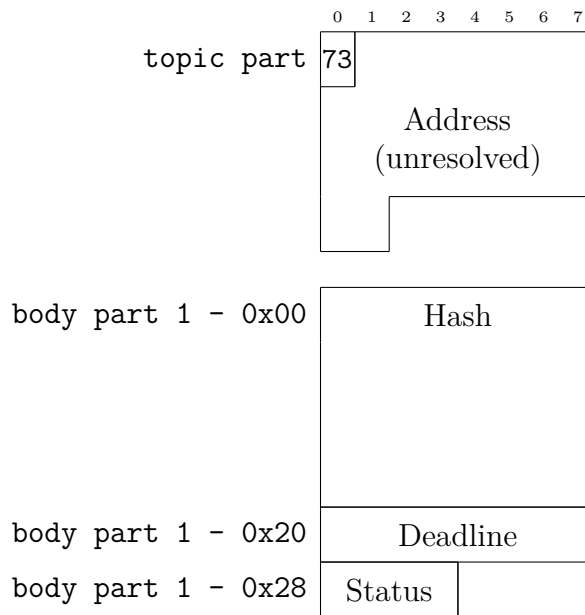 0 1 2 3 4 5 6 7
topic part 73
Address
(unresolved)
body part 1 - 0x00 Hash
body part 1 - 0x20 Deadline
body part 1 - 0x28 Status